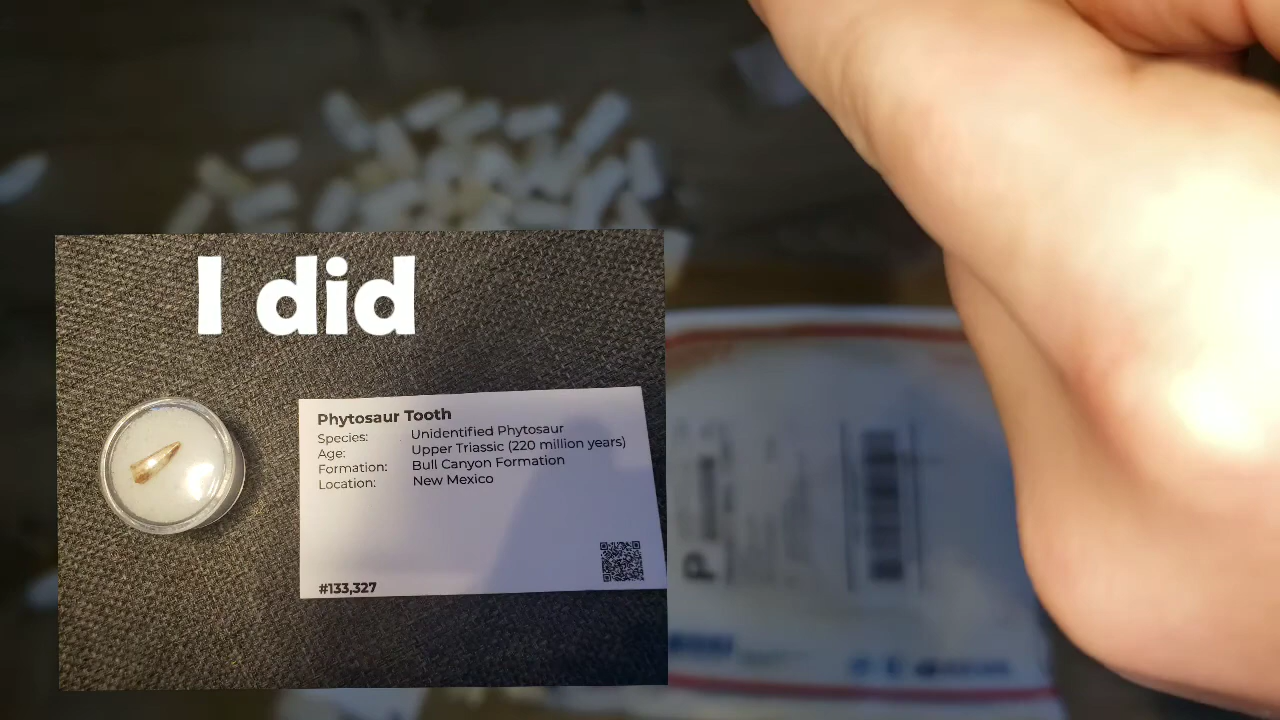 I did
Phytosaur Tooth
Species: Unidentified Phytosaur
Age: Upper Triassic (220 million years)
Formation: Bull Canyon Formation
Location: New Mexico
#133,327
P